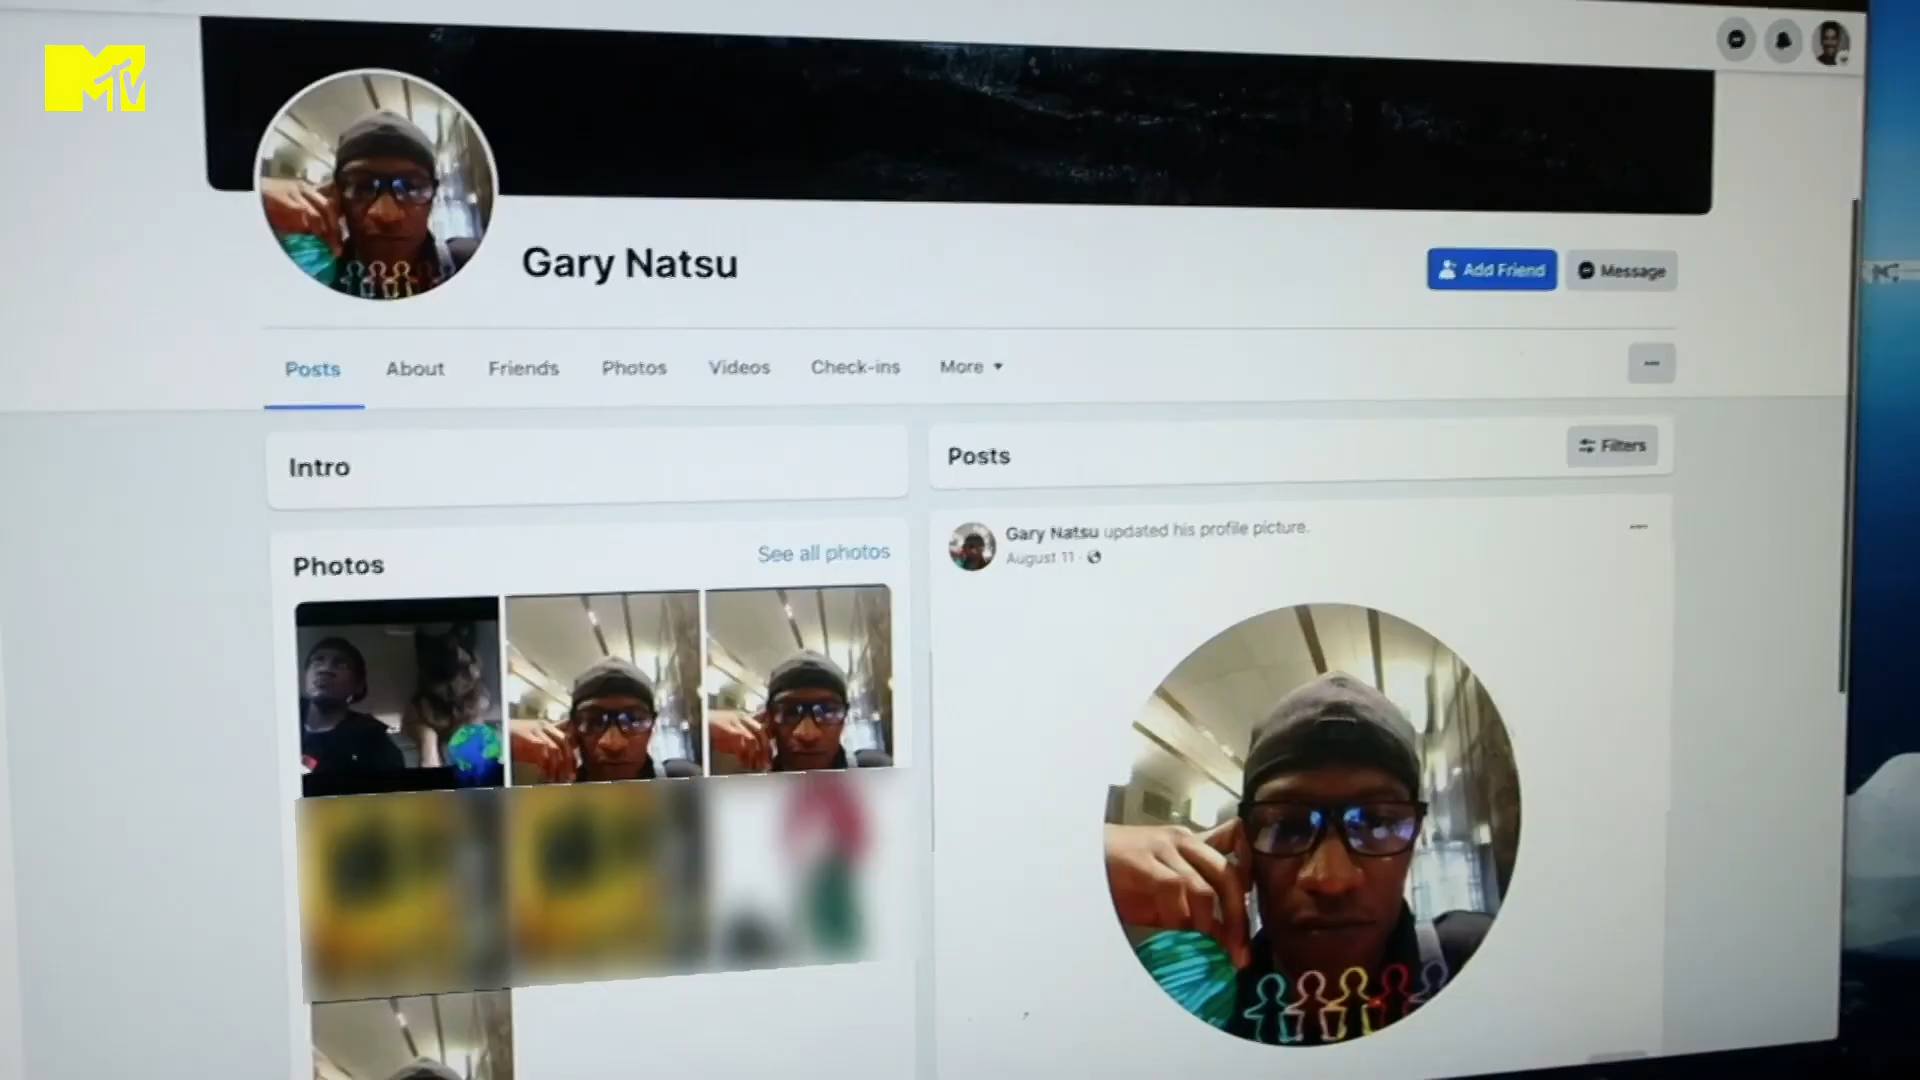 MTV
Gary Natsu
Add Friend
Message
Posts
About
Friends
Photos
Videos
Check-ins
More
Intro
Photos
See all photos
Posts
Filters
Gary Natsu updated his profile picture.
August 11